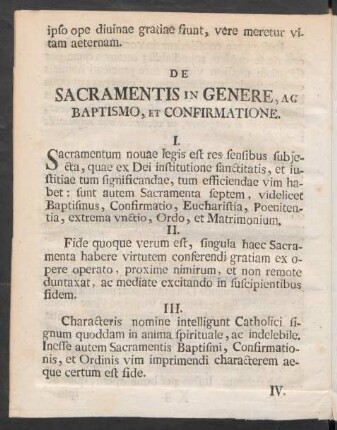 ipso ope diuinae gratiae fiunt, vere meretur vi-
tam aeternam.
DE
SACRAMENTIS IN GENERE, AC
BAPTISMO, ET CONFIRMATIONE.
I.
Sacramentum nouae legis est res sensibus subje-
cta, quae ex Dei institutione sanctitatis, et iu-
stitiae tum significandae, tum efficiendae vim ha-
bet: sunt autem Sacramenta septem, videlicet
Baptismus, Confirmatio, Eucharistia, Poeniten-
tia, extrema vnctio, Ordo, et Matrimonium.
II.
Fide quoque verum est, singula haec Sacra-
menta habere virtutem conferendi gratiam ex o-
pere operato, proxime nimirum, et non remote
duntaxat, ac mediate excitando in suscipientibus
fidem.
III.
Characteris nomine intelligunt Catholici si-
gnum quoddam in anima spirituale, ac indelebile.
Inesse autem Sacramentis Baptismi, Confirmatio-
nis, et Ordinis vim imprimendi characterem ae-
que certum est fide.
IV.